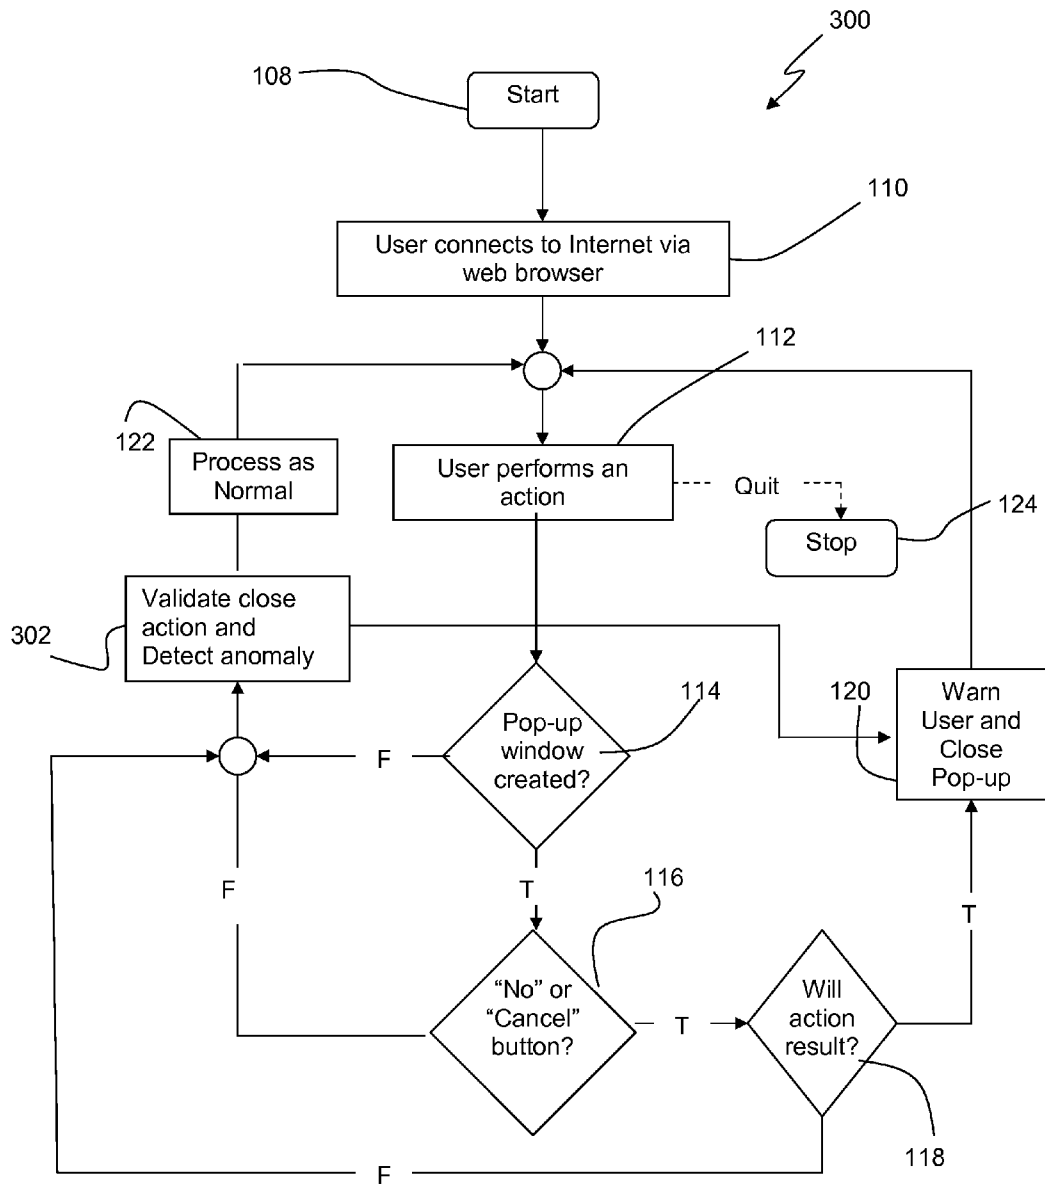 300
108
Start
110
User connects to Internet via
web browser
112
122
Process as
Normal
User performs an
action
Quit
124
Stop
302
Validate close
action and
Detect anomaly
114
Pop-up
window
created?
120
Warn
User and
Close
Pop-up
F
F
T
116
T
"No" or
"Cancel"
button?
T
Will
action
result?
118
F